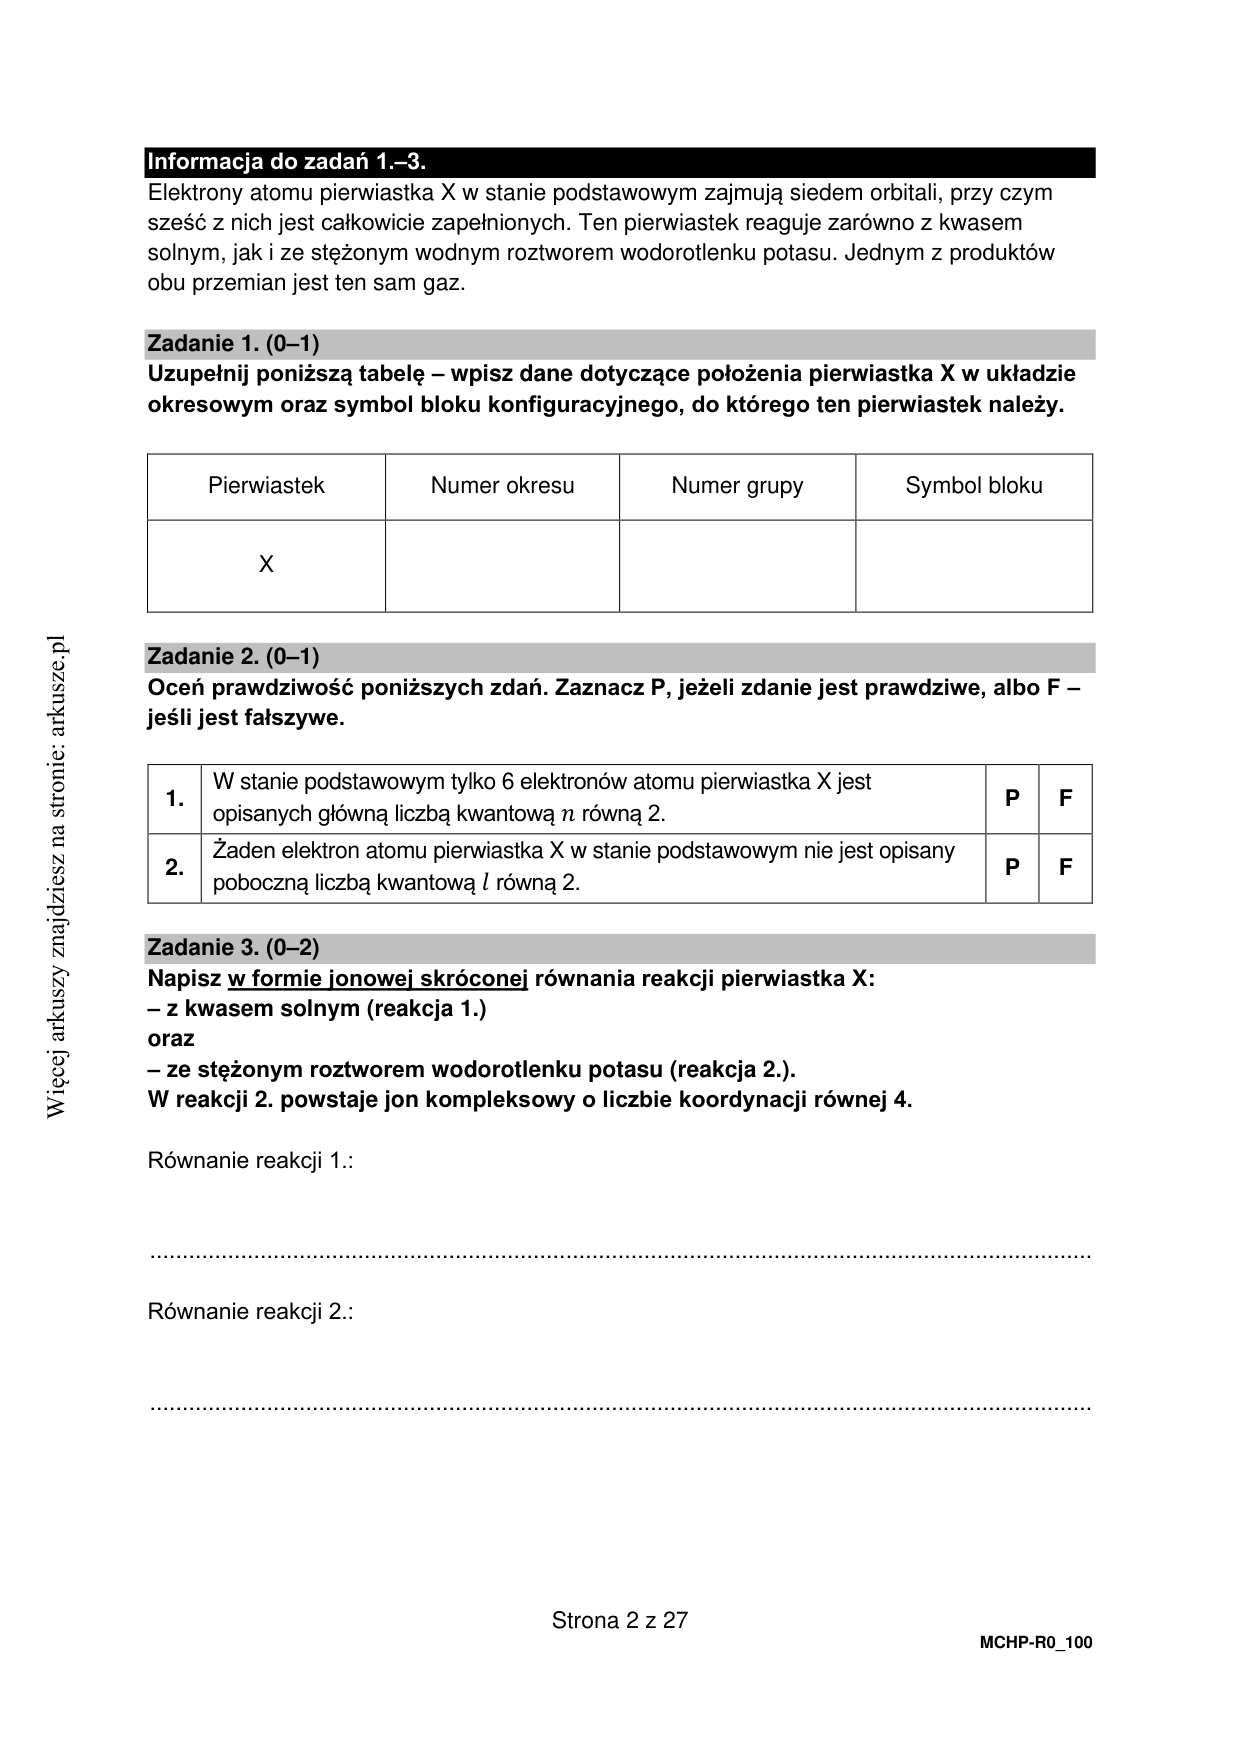 Informacja do zadań 1.–3.
Elektrony atomu pierwiastka X w stanie podstawowym zajmują siedem orbitali, przy czym
sześć z nich jest całkowicie zapełnionych. Ten pierwiastek reaguje zarówno z kwasem
solnym, jak i ze stężonym wodnym roztworem wodorotlenku potasu. Jednym z produktów
obu przemian jest ten sam gaz.
Zadanie 1. (0–1)
Uzupełnij poniższą tabelę – wpisz dane dotyczące położenia pierwiastka X w układzie
okresowym oraz symbol bloku konfiguracyjnego, do którego ten pierwiastek należy.
Pierwiastek Numer okresu Numer grupy Symbol bloku
X
Zadanie 2. (0–1)
Oceń prawdziwość poniższych zdań. Zaznacz P, jeżeli zdanie jest prawdziwe, albo F –
jeśli jest fałszywe.
1. W stanie podstawowym tylko 6 elektronów atomu pierwiastka X jest
opisanych główną liczbą kwantową n równą 2. P F
2. Żaden elektron atomu pierwiastka X w stanie podstawowym nie jest opisany
poboczną liczbą kwantową l równą 2. P F
Zadanie 3. (0–2)
Napisz w formie jonowej skróconej równania reakcji pierwiastka X:
– z kwasem solnym (reakcja 1.)
oraz
– ze stężonym roztworem wodorotlenku potasu (reakcja 2.).
W reakcji 2. powstaje jon kompleksowy o liczbie koordynacji równej 4.
Równanie reakcji 1.:
Równanie reakcji 2.:
Strona 2 z 27
MCHP-R0_100
Więcej arkuszy znajdziesz na stronie: arkusze.pl